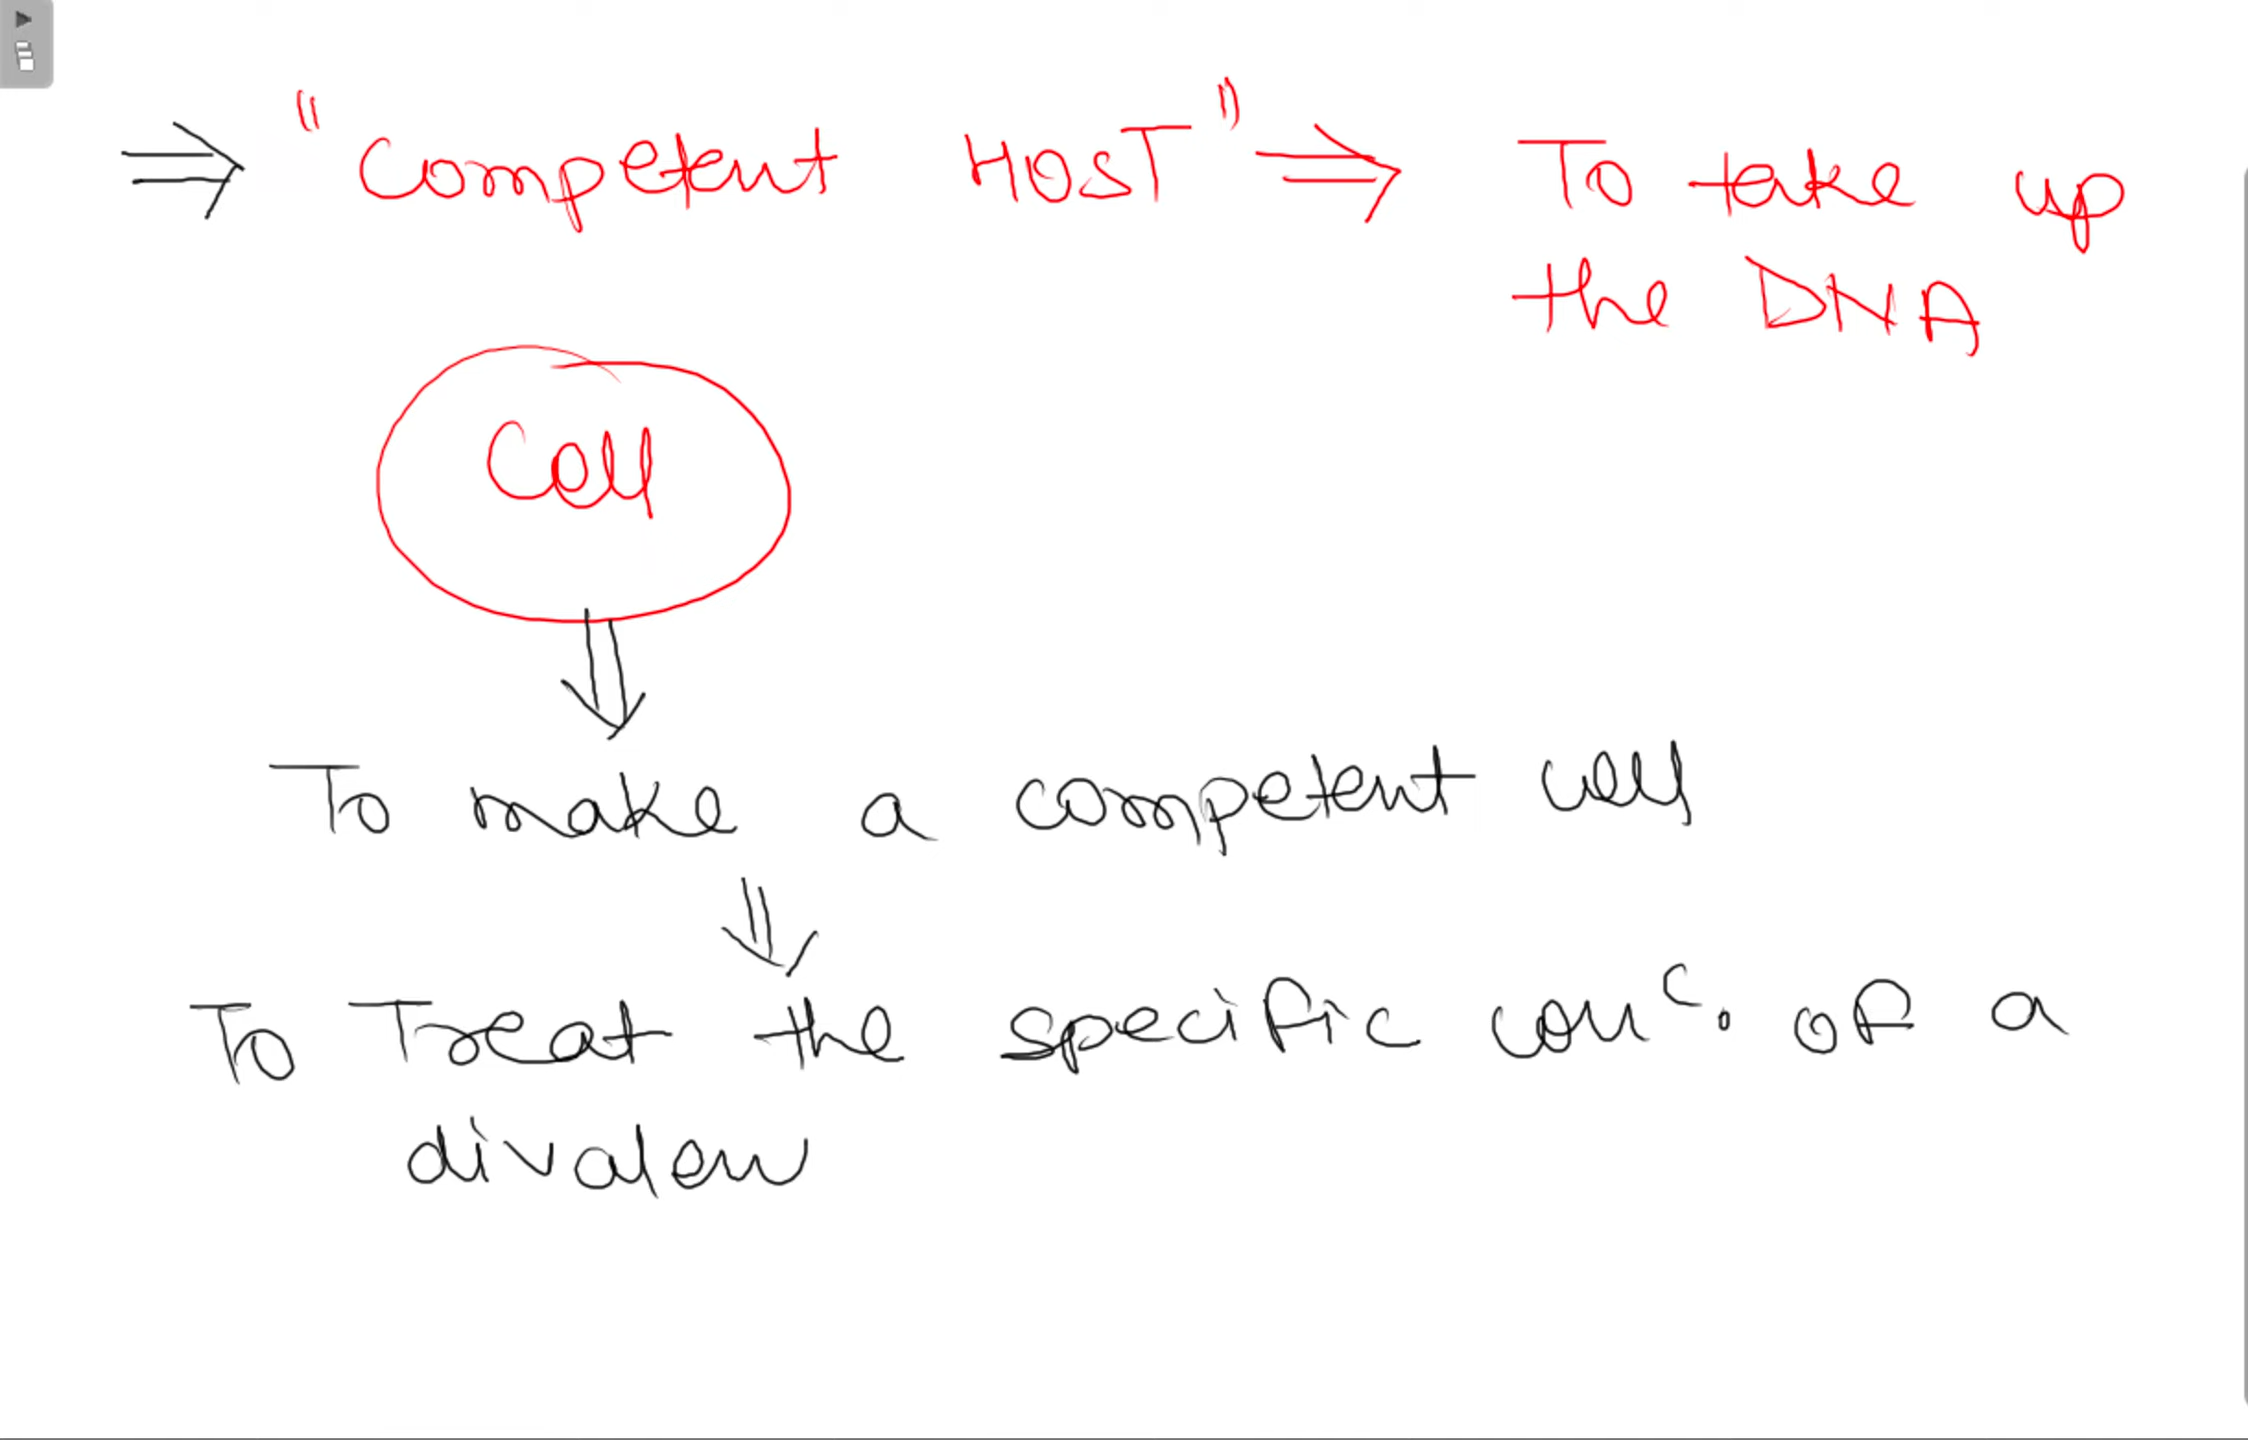 ⇒ "Competent HOST" ⇒ To take up
the DNA
Cell
To make a competent cell
To Treat the specific conc. of a
divalen